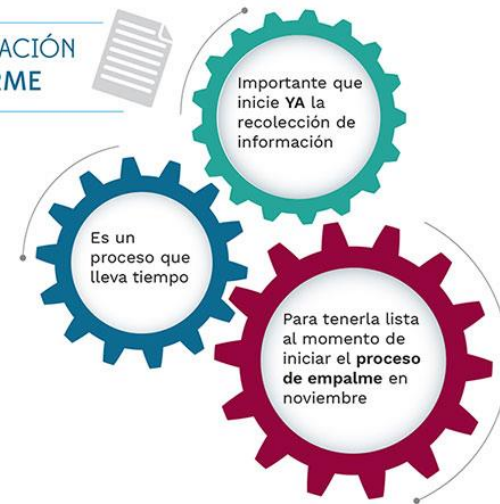 ACIÓN
RME
Importante que
inicie YA la
recolección de
información
Es un
proceso que
lleva tiempo
Para tenerla lista
al momento de
iniciar el proceso
de empalme en
noviembre